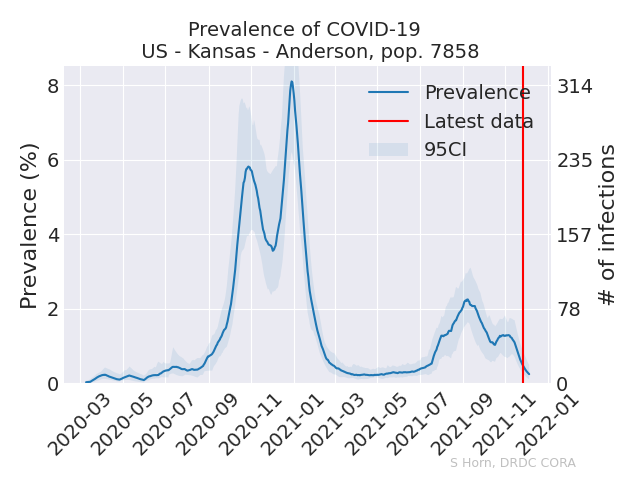 Prevalence of COVID-19
US - Kansas - Anderson, pop. 7858
Prevalence (%)
8
6
4
2
0
Prevalence
Latest data
95CI
314
235
157
78
0
# of infections
2020-03
2020-05
2020-07
2020-09
2020-11
2021-01
2021-03
2021-05
2021-07
2021-09
2021-11
2022-01
S Horn, DRDC CORA